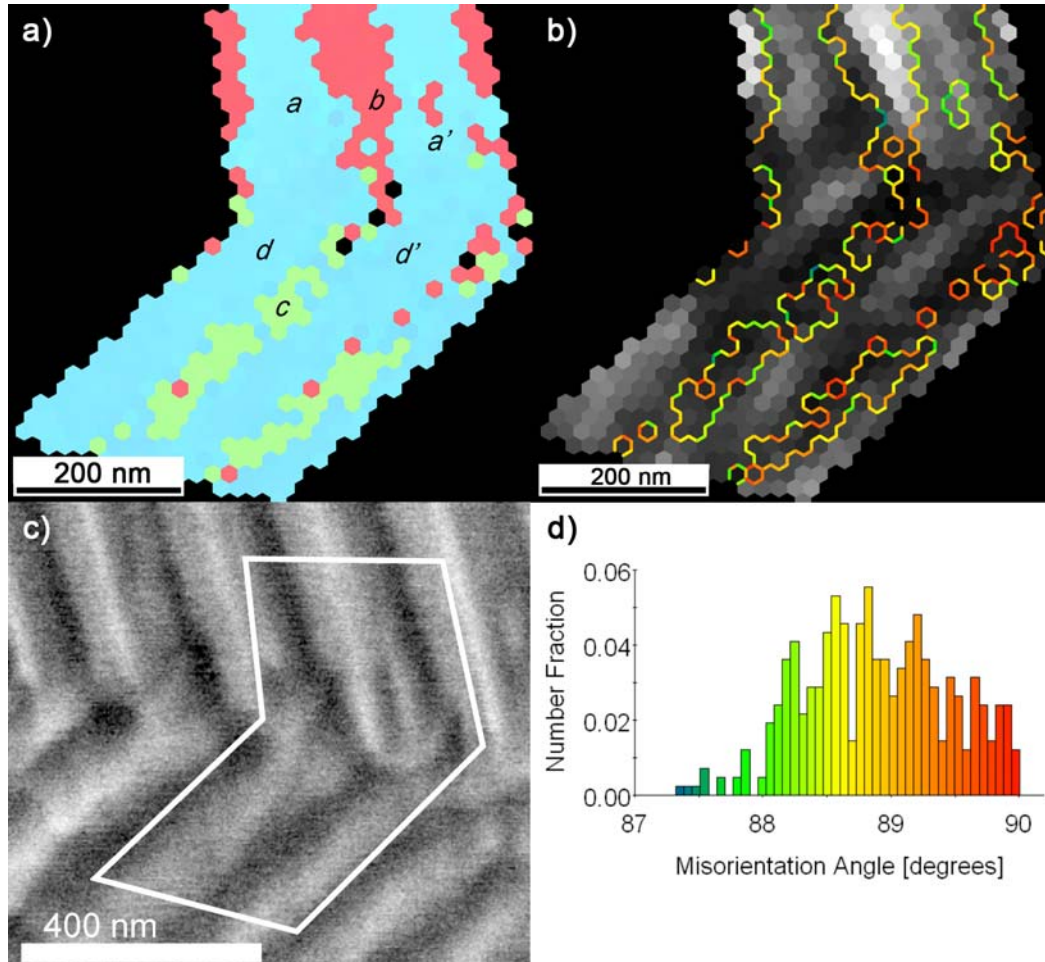 a)
a
b
a'
d
d'
c
200 nm
b)
200 nm
c)
400 nm
d)
0.06
0.04
0.02
0.00
Number Fraction
87
88
89
90
Misorientation Angle [degrees]